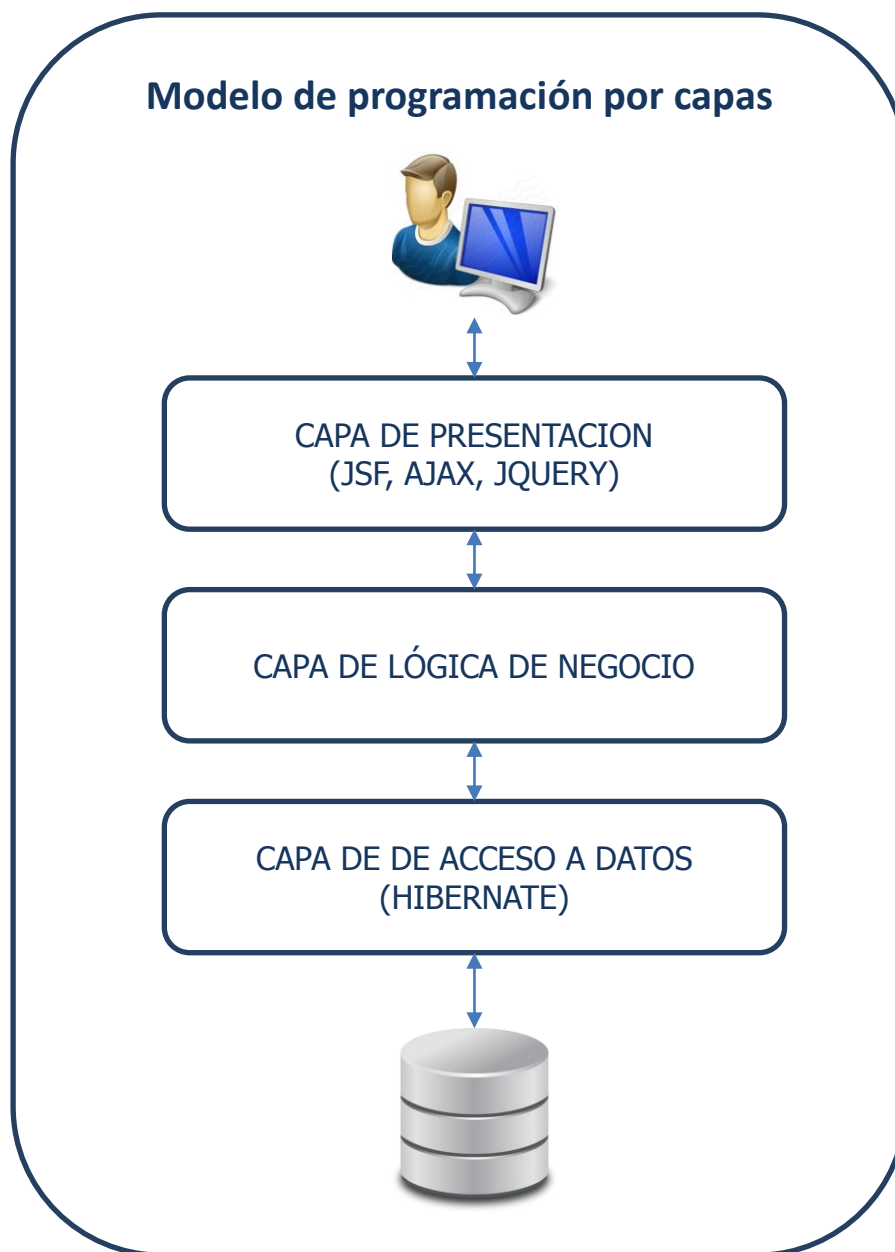 Modelo de programación por capas
CAPA DE PRESENTACION
(JSF, AJAX, JQUERY)
CAPA DE LÓGICA DE NEGOCIO
CAPA DE DE ACCESO A DATOS
(HIBERNATE)